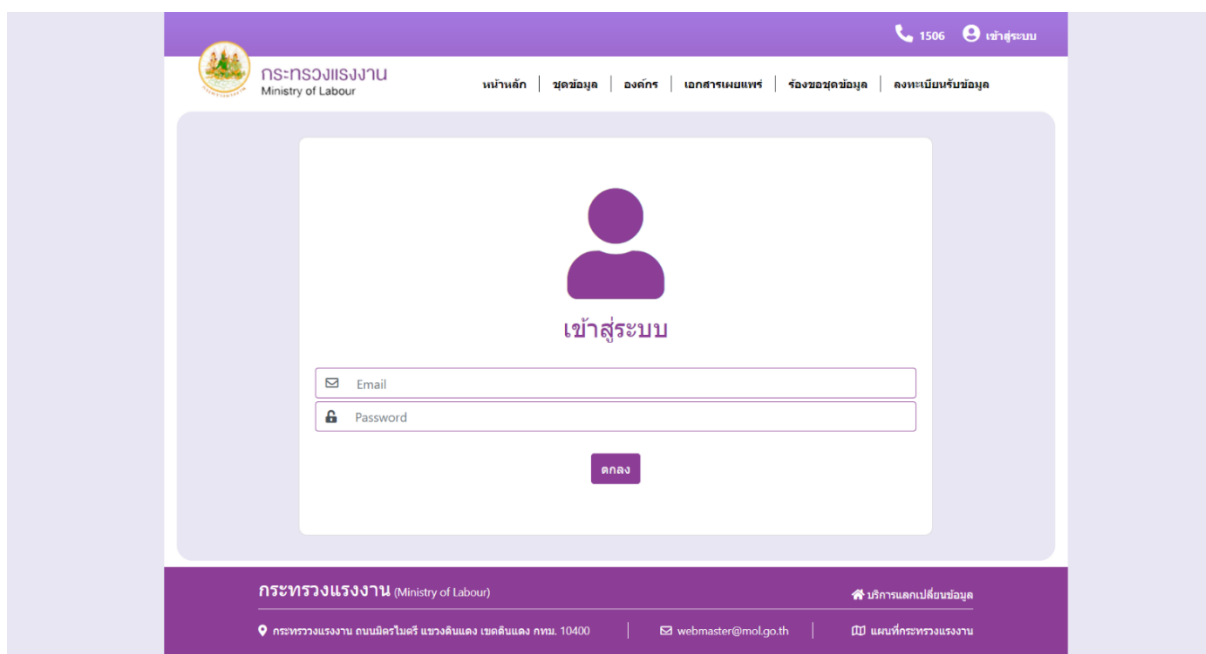 1506 เข้าสู่ระบบ
กระทรวงแรงงาน
Ministry of Labour
หน้าหลัก ชุดข้อมูล องค์กร เอกสารเผยแพร่ ร้องขอชุดข้อมูล ลงทะเบียนรับข้อมูล
เข้าสู่ระบบ
Email
Password
ตกลง
กระทรวงแรงงาน (Ministry of Labour) บริการแลกเปลี่ยนข้อมูล
กระทรวงแรงงาน ถนนมิตรไมตรี แขวงดินแดง เขตดินแดง กทม. 10400 webmaster@mol.go.th แผนที่กระทรวงแรงงาน